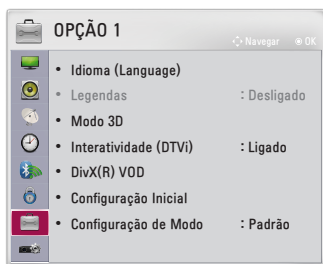 OPÇÃO 1
Navegar OK
• Idioma (Language)
• Legendas : Desligado
• Modo 3D
• Interatividade (DTVi) : Ligado
• DivX(R) VOD
• Configuração Inicial
• Configuração de Modo : Padrão